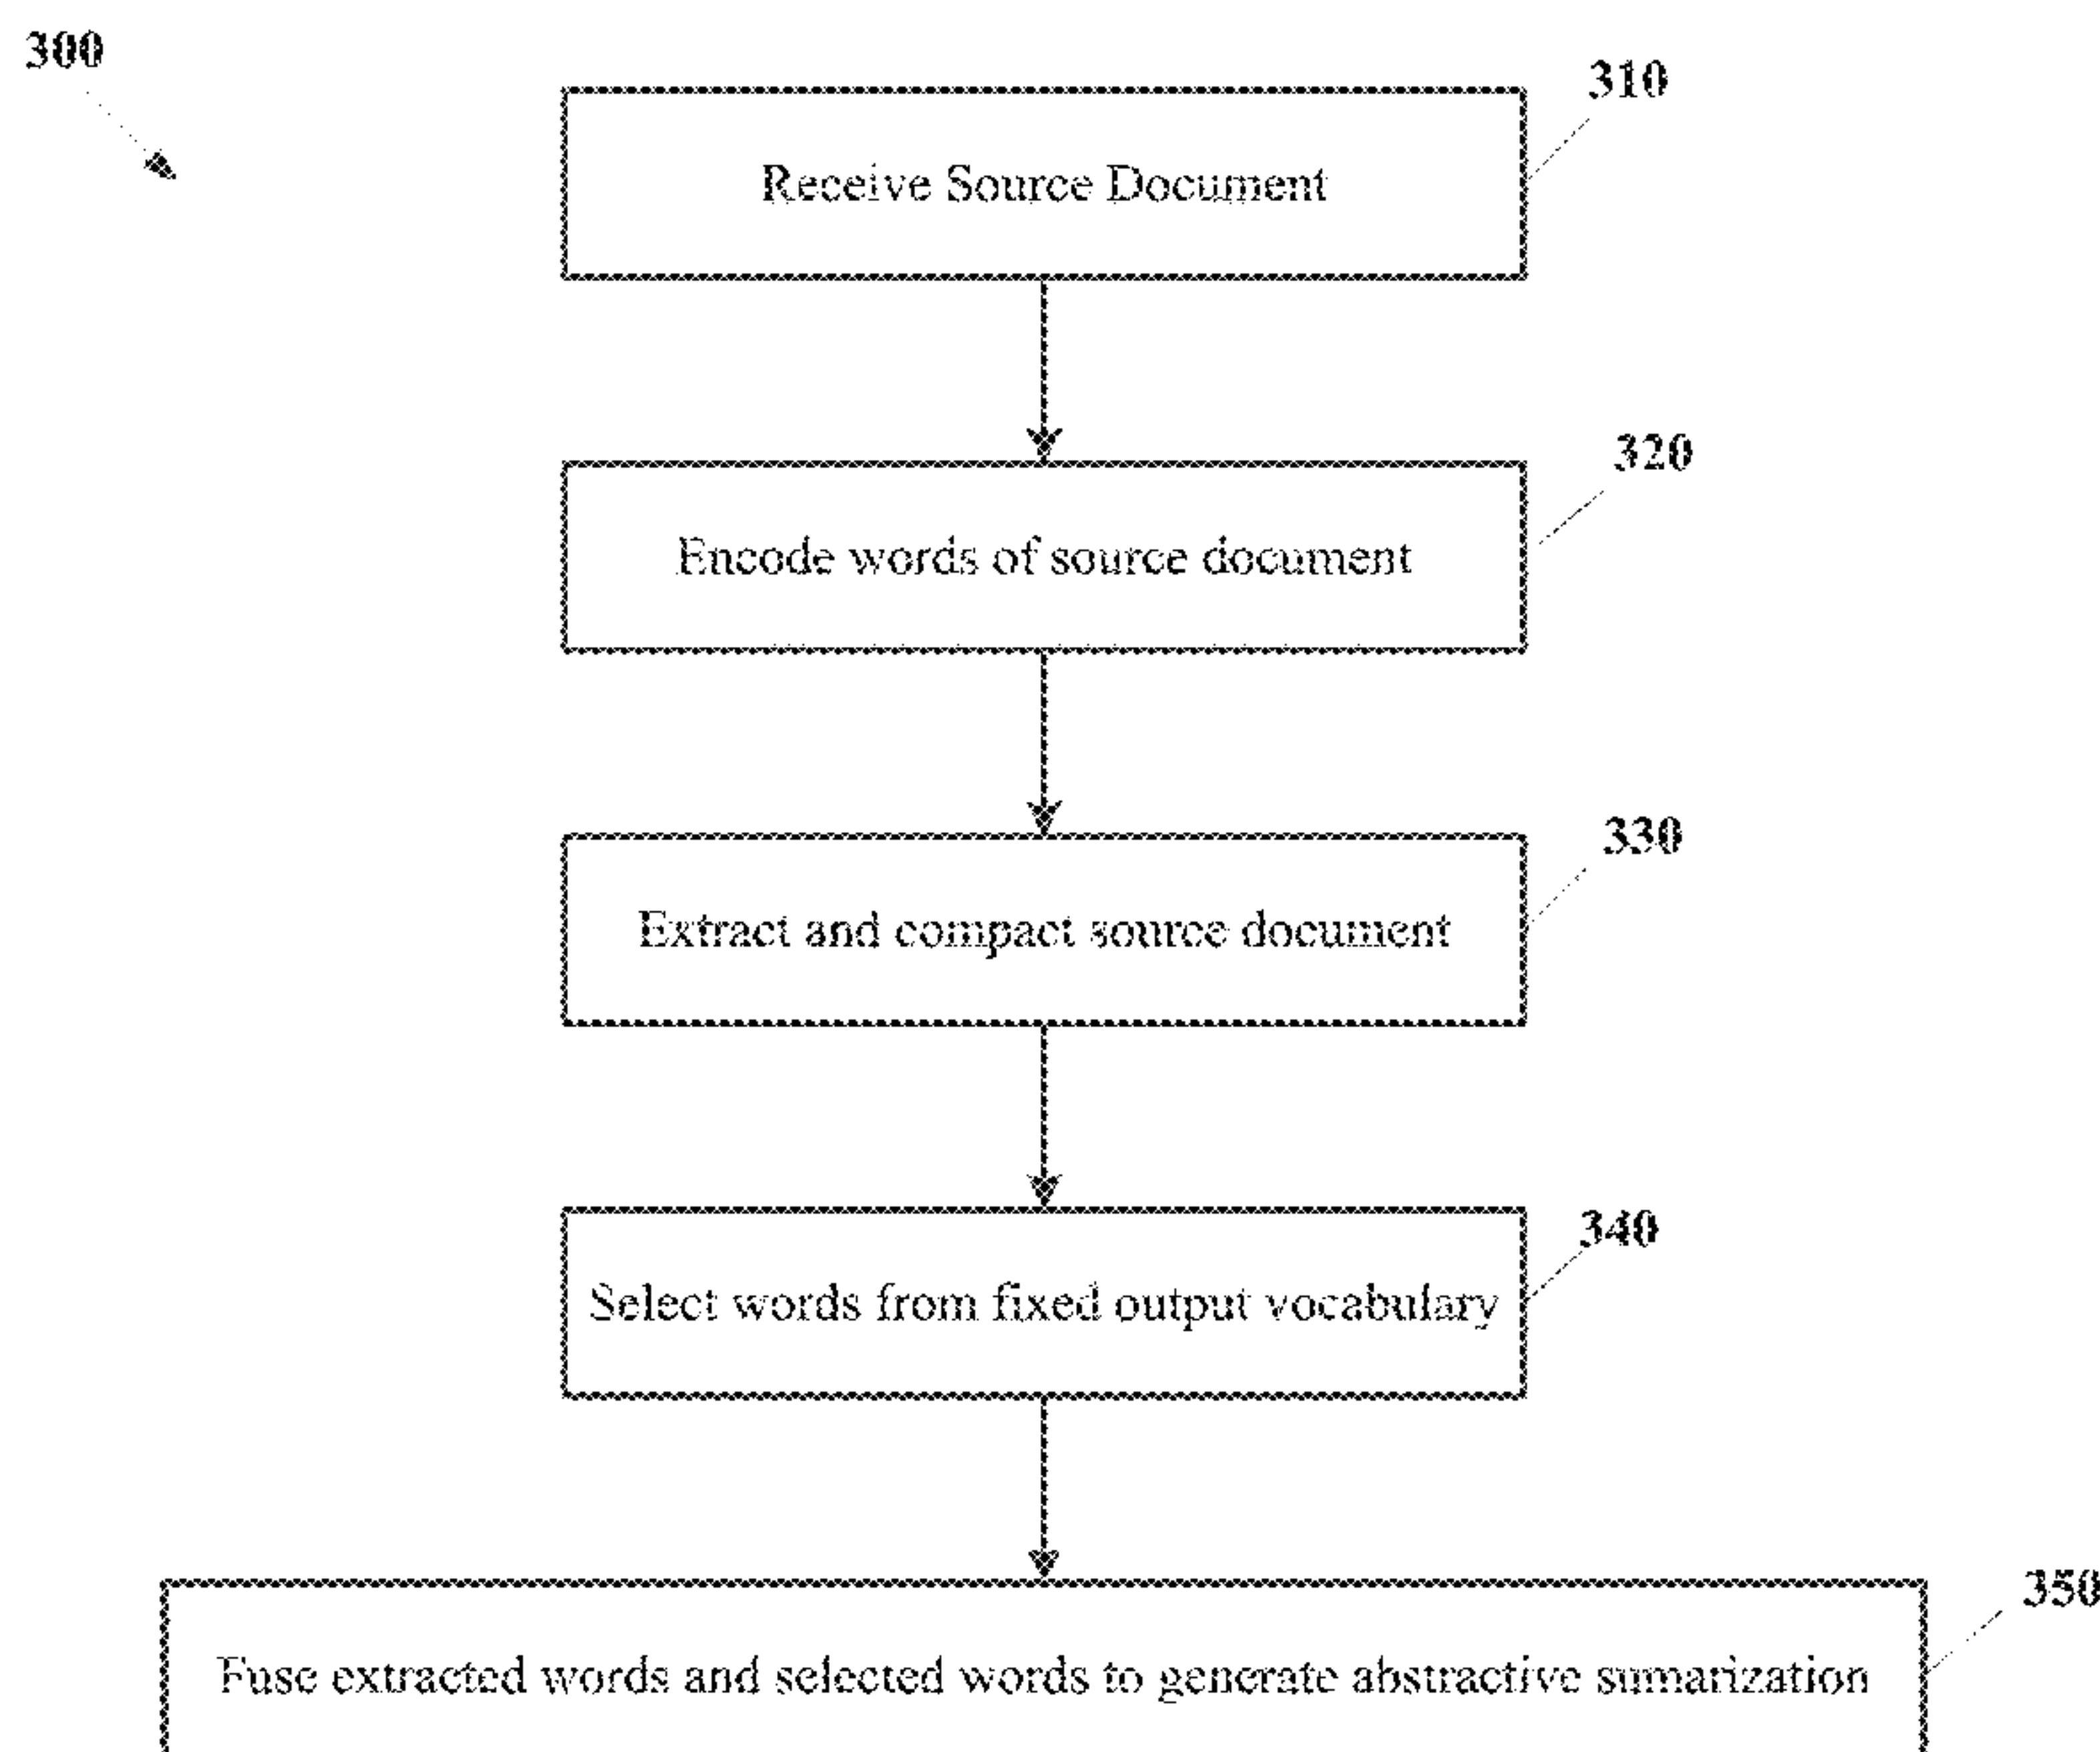 300
310
Receive Source Document
320
Encode words of source document
330
Extract and compact source document
340
Select words from fixed output vocabulary
350
Fuse extracted words and selected words to generate abstractive sumarization